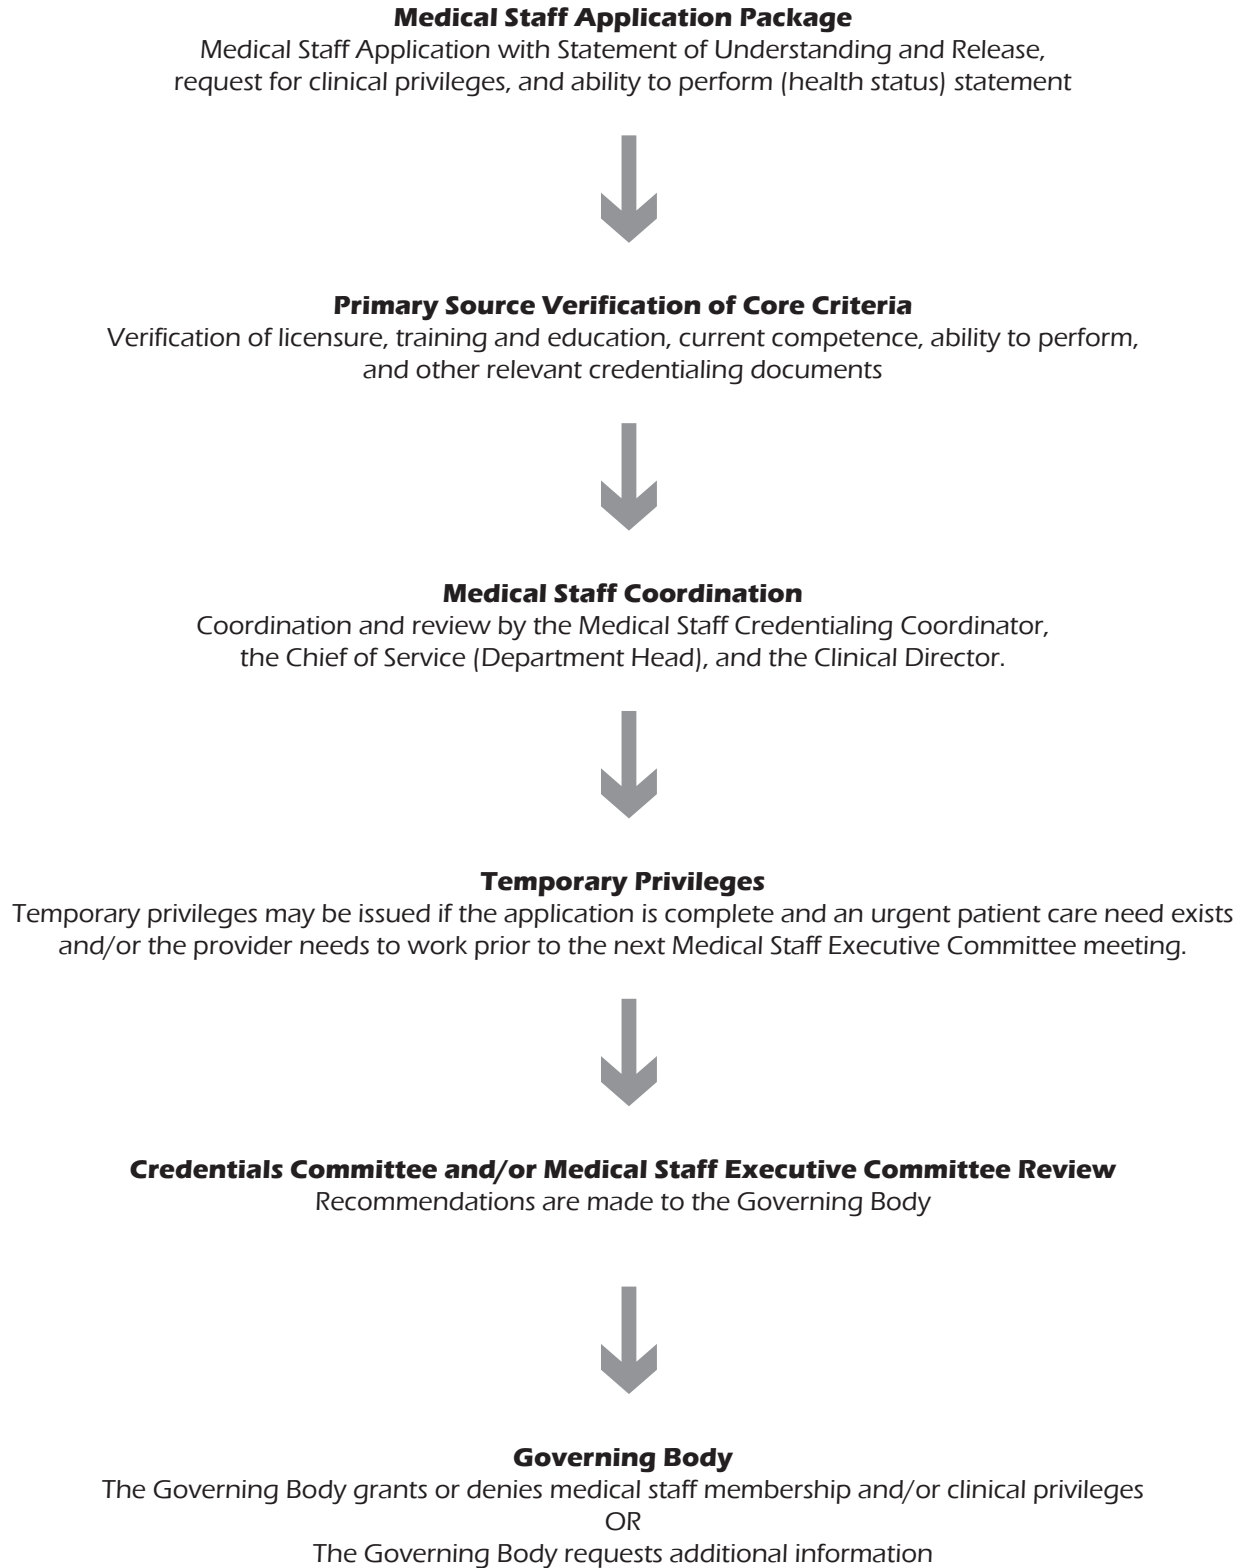 Medical Staff Application Package
Medical Staff Application with Statement of Understanding and Release,
request for clinical privileges, and ability to perform (health status) statement
Primary Source Verification of Core Criteria
Verification of licensure, training and education, current competence, ability to perform,
and other relevant credentialing documents
Medical Staff Coordination
Coordination and review by the Medical Staff Credentialing Coordinator,
the Chief of Service (Department Head), and the Clinical Director.
Temporary Privileges
Temporary privileges may be issued if the application is complete and an urgent patient care need exists
and/or the provider needs to work prior to the next Medical Staff Executive Committee meeting.
Credentials Committee and/or Medical Staff Executive Committee Review
Recommendations are made to the Governing Body
Governing Body
The Governing Body grants or denies medical staff membership and/or clinical privileges
OR
The Governing Body requests additional information